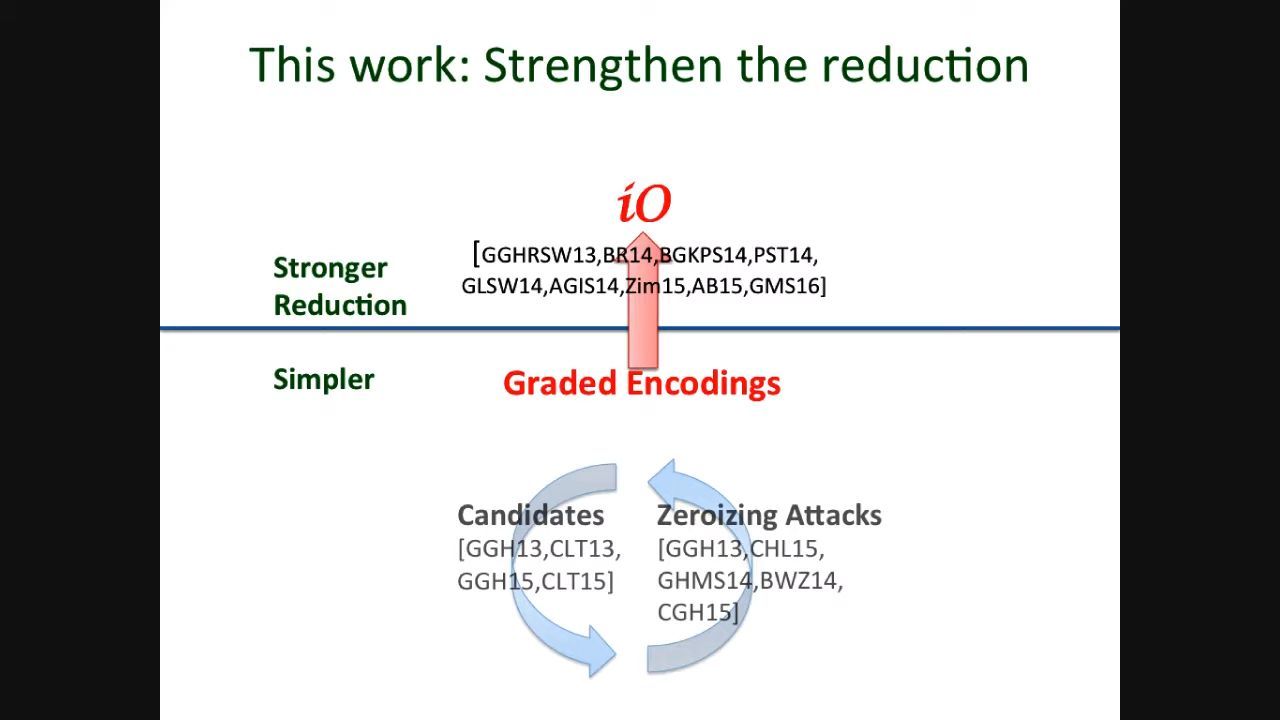 This work: Strengthen the reduction
iO
[GGHRSW13,BR14,BGKPS14,PST14,
GLSW14,AGIS14,Zim15,AB15,GMS16]
Stronger
Reduction
Simpler
Graded Encodings
Candidates
[GGH13,CLT13,
GGH15,CLT15]
Zeroizing Attacks
[GGH13,CHL15,
GHMS14,BWZ14,
CGH15]